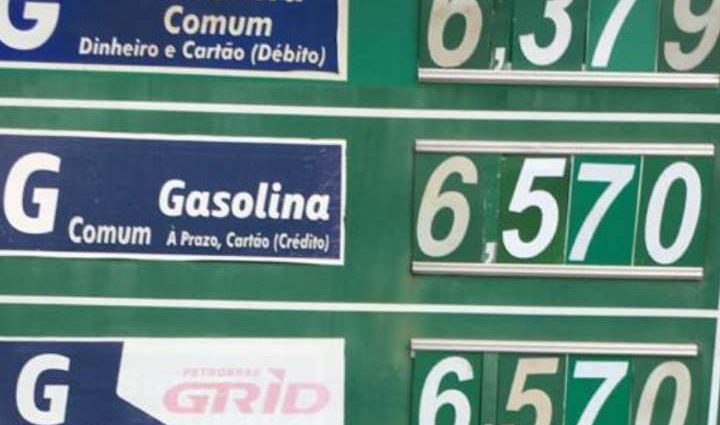 G
Comum
Dinheiro e Cartão (Débito)
6,379
G
Gasolina
Comum À Prazo, Cartão (Crédito)
6,570
G
PETROBRAS
GRID
6,570